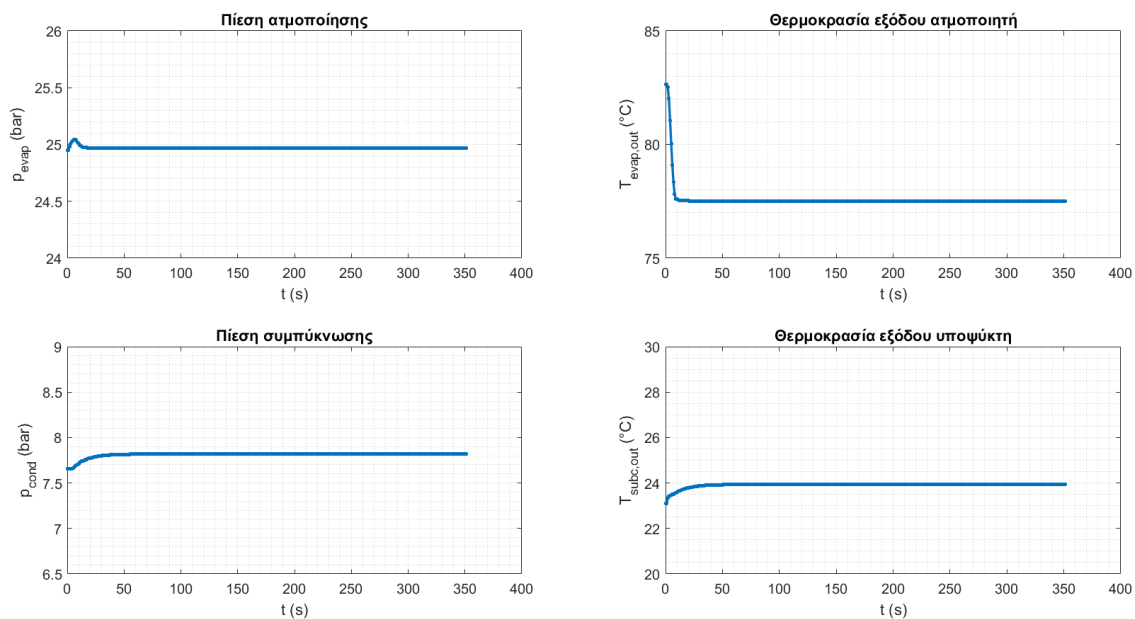 Πίεση ατμοποίησης
26
25.5
25
24.5
24
p_evap (bar)
0 50 100 150 200 250 300 350 400
t (s)
Θερμοκρασία εξόδου ατμοποιητή
85
80
75
T_evap,out (°C)
0 50 100 150 200 250 300 350 400
t (s)
Πίεση συμπύκνωσης
9
8.5
8
7.5
7
6.5
p_cond (bar)
0 50 100 150 200 250 300 350 400
t (s)
Θερμοκρασία εξόδου υποψύκτη
30
28
26
24
22
20
T_subc,out (°C)
0 50 100 150 200 250 300 350 400
t (s)